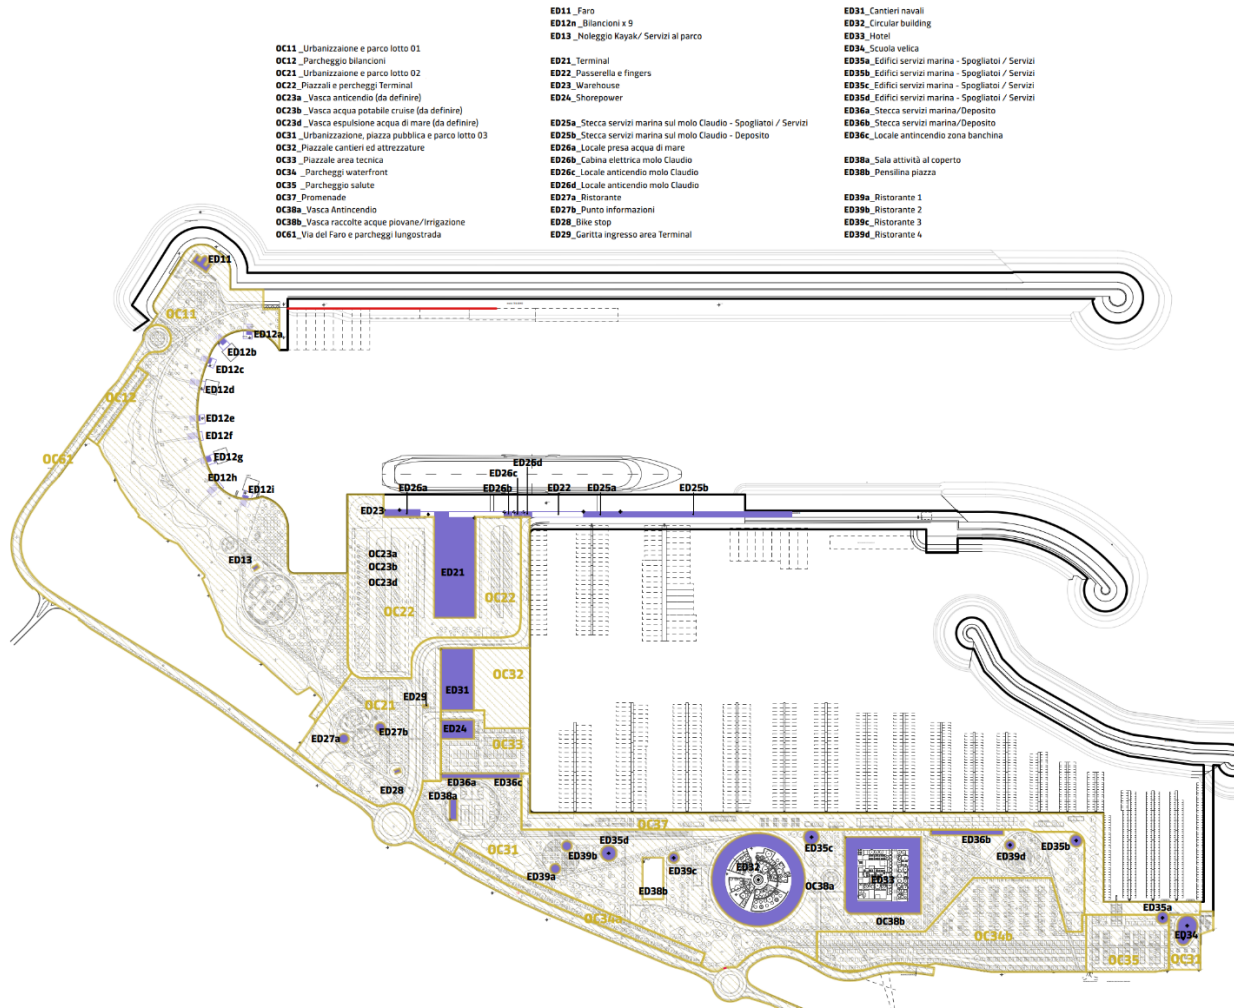 OC11 _Urbanizzaione e parco lotto 01
OC12 _Parcheggio bilancioni
OC21 _Urbanizzaione e parco lotto 02
OC22_Piazzali e percheggi Terminal
OC23a _Vasca anticendio (da definire)
OC23b _Vasca acqua potabile cruise (da definire)
OC23d _Vasca espulsione acqua di mare (da definire)
OC31 _Urbanizzazione, piazza pubblica e parco lotto 03
OC32_Piazzale cantieri ed attrezzature
OC33 _Piazzale area tecnica
OC34 _Parcheggi waterfront
OC35 _Parcheggio salute
OC37_Promenade
OC38a_Vasca Antincendio
OC38b_Vasca raccolte acque piovane/Irrigazione
OC61_Via del Faro e parcheggi lungostrada
ED11_Faro
ED12n_Bilancioni x 9
ED13 _Noleggio Kayak/ Servizi al parco
ED21_Terminal
ED22_Passerella e fingers
ED23_Warehouse
ED24_Shorepower
ED25a_Stecca servizi marina sul molo Claudio - Spogliatoi / Servizi
ED25b_Stecca servizi marina sul molo Claudio - Deposito
ED26a_Locale presa acqua di mare
ED26b_Cabina elettrica molo Claudio
ED26c_Locale anticendio molo Claudio
ED26d_Locale anticendio molo Claudio
ED27a_Ristorante
ED27b_Punto informazioni
ED28_Bike stop
ED29_Garitta ingresso area Terminal
ED31_Cantieri navali
ED32_Circular building
ED33_Hotel
ED34_Scuola velica
ED35a_Edifici servizi marina - Spogliatoi / Servizi
ED35b_Edifici servizi marina - Spogliatoi / Servizi
ED35c_Edifici servizi marina - Spogliatoi / Servizi
ED35d_Edifici servizi marina - Spogliatoi / Servizi
ED36a_Stecca servizi marina/Deposito
ED36b_Stecca servizi marina/Deposito
ED36c_Locale antincendio zona banchina
ED38a_Sala attività al coperto
ED38b_Pensilina piazza
ED39a_Ristorante 1
ED39b_Ristorante 2
ED39c_Ristorante 3
ED39d_Ristorante 4
ED11
OC11
ED12a,
ED12b
ED12c
ED12d
OC12
ED12e
ED12f
OC61
ED12g
ED12h
ED12i
ED26d
ED26c
ED26a
ED26b
ED22
ED25a
ED25b
ED23
OC23a
OC23b
OC23d
ED13
ED21
OC22
OC22
OC32
ED31
ED29
OC21
ED24
ED27b
ED27a
OC33
ED36a
ED36c
ED28
ED38a
OC37
OC31
ED35d
ED39b
ED39a
ED39c
ED38b
ED32
ED35c
OC38a
ED33
OC38b
ED36b
ED39d
ED35b
OC34a
OC34b
ED35a
ED34
OC35
OC31